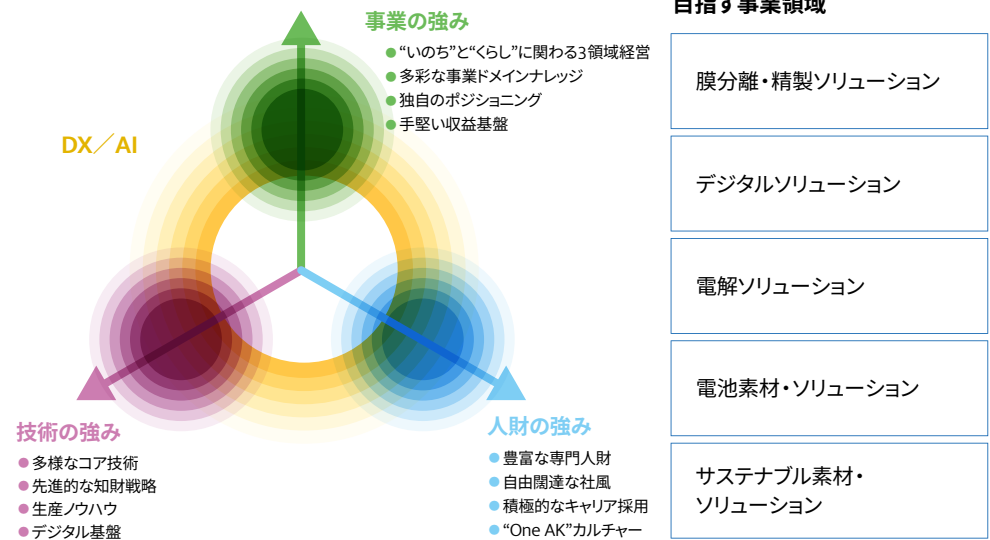 事業の強み
●“いのち”と“くらし”に関わる3領域経営
●多彩な事業ドメインナレッジ
●独自のポジショニング
●手堅い収益基盤
DX／AI
技術の強み
●多様なコア技術
●先進的な知財戦略
●生産ノウハウ
●デジタル基盤
人財の強み
●豊富な専門人財
●自由闊達な社風
●積極的なキャリア採用
●“One AK”カルチャー
目指す事業領域
膜分離・精製ソリューション
デジタルソリューション
電解ソリューション
電池素材・ソリューション
サステナブル素材・
ソリューション